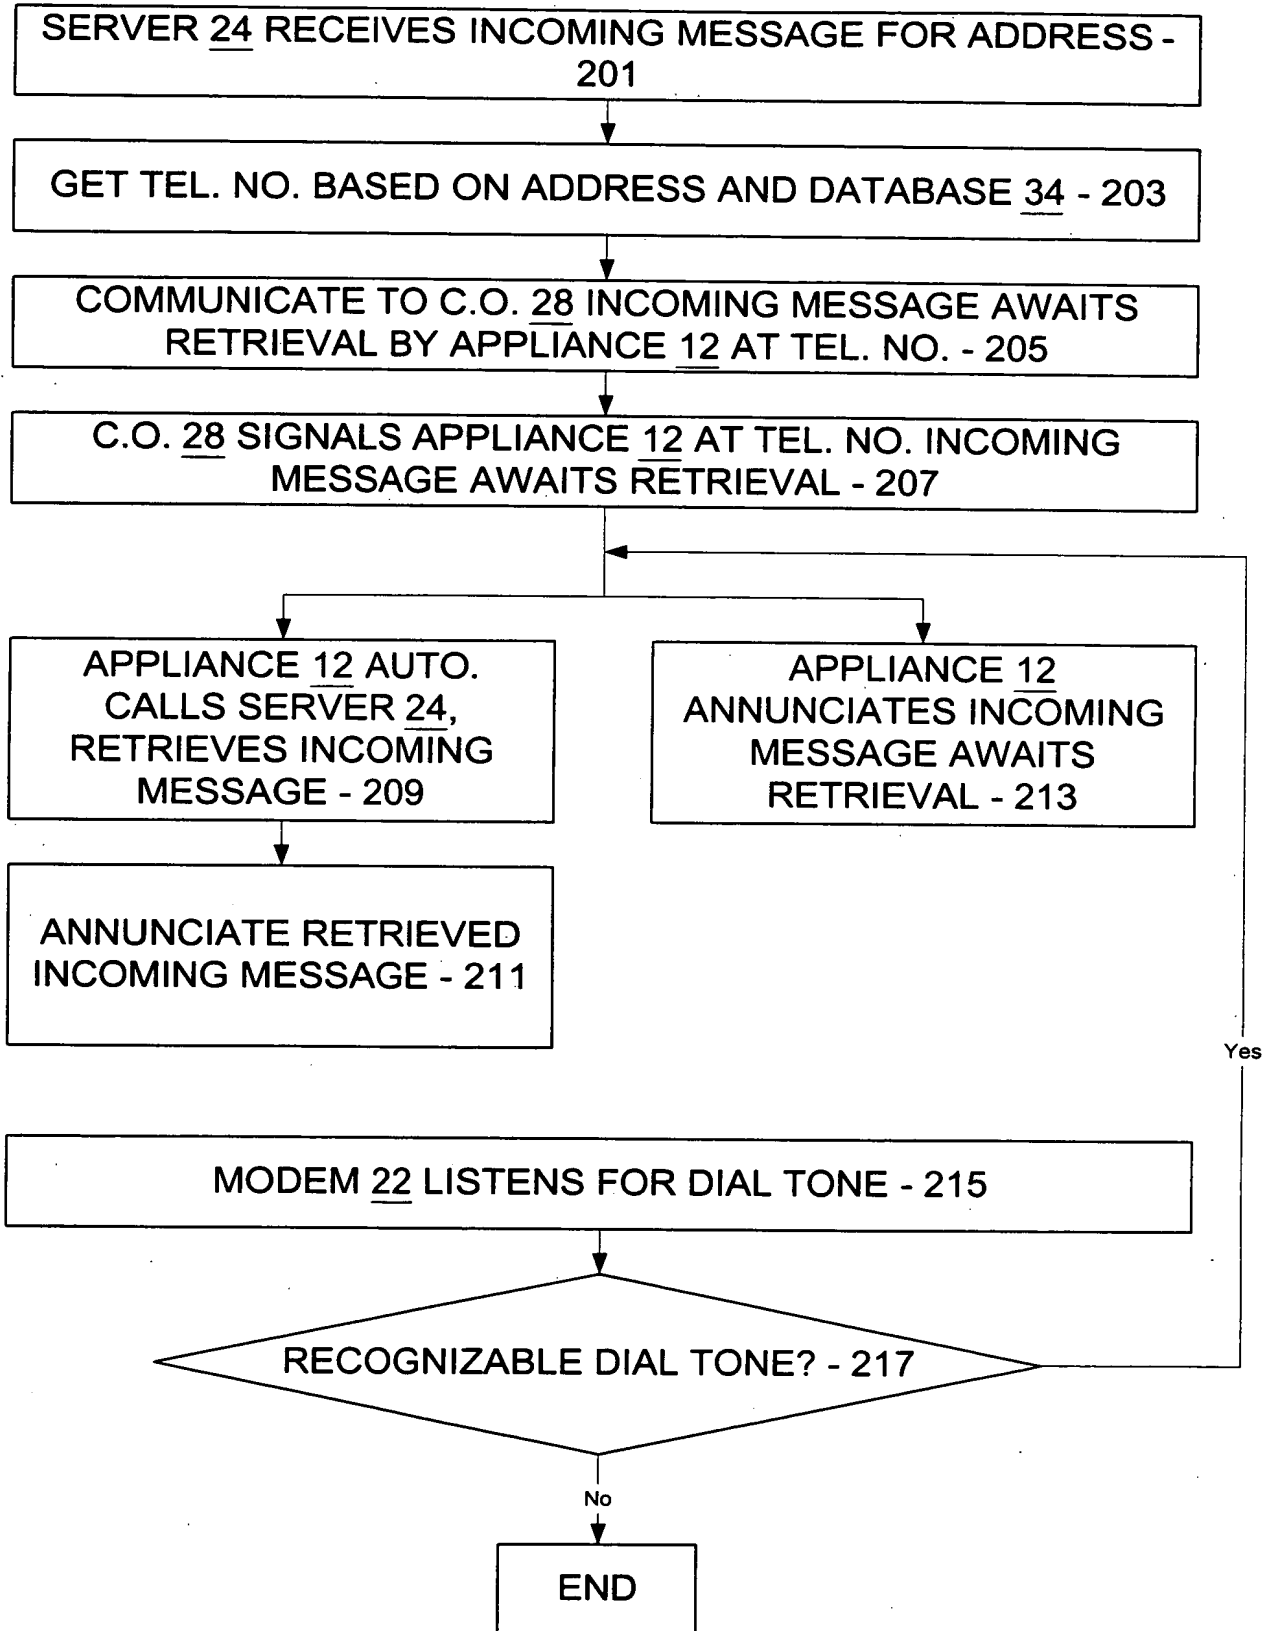 SERVER 24 RECEIVES INCOMING MESSAGE FOR ADDRESS -
201
GET TEL. NO. BASED ON ADDRESS AND DATABASE 34 - 203
COMMUNICATE TO C.O. 28 INCOMING MESSAGE AWAITS
RETRIEVAL BY APPLIANCE 12 AT TEL. NO. - 205
C.O. 28 SIGNALS APPLIANCE 12 AT TEL. NO. INCOMING
MESSAGE AWAITS RETRIEVAL - 207
APPLIANCE 12 AUTO.
CALLS SERVER 24,
RETRIEVES INCOMING
MESSAGE - 209
APPLIANCE 12
ANNUNCIATES INCOMING
MESSAGE AWAITS
RETRIEVAL - 213
ANNUNCIATE RETRIEVED
INCOMING MESSAGE - 211
Yes
MODEM 22 LISTENS FOR DIAL TONE - 215
RECOGNIZABLE DIAL TONE? - 217
No
END